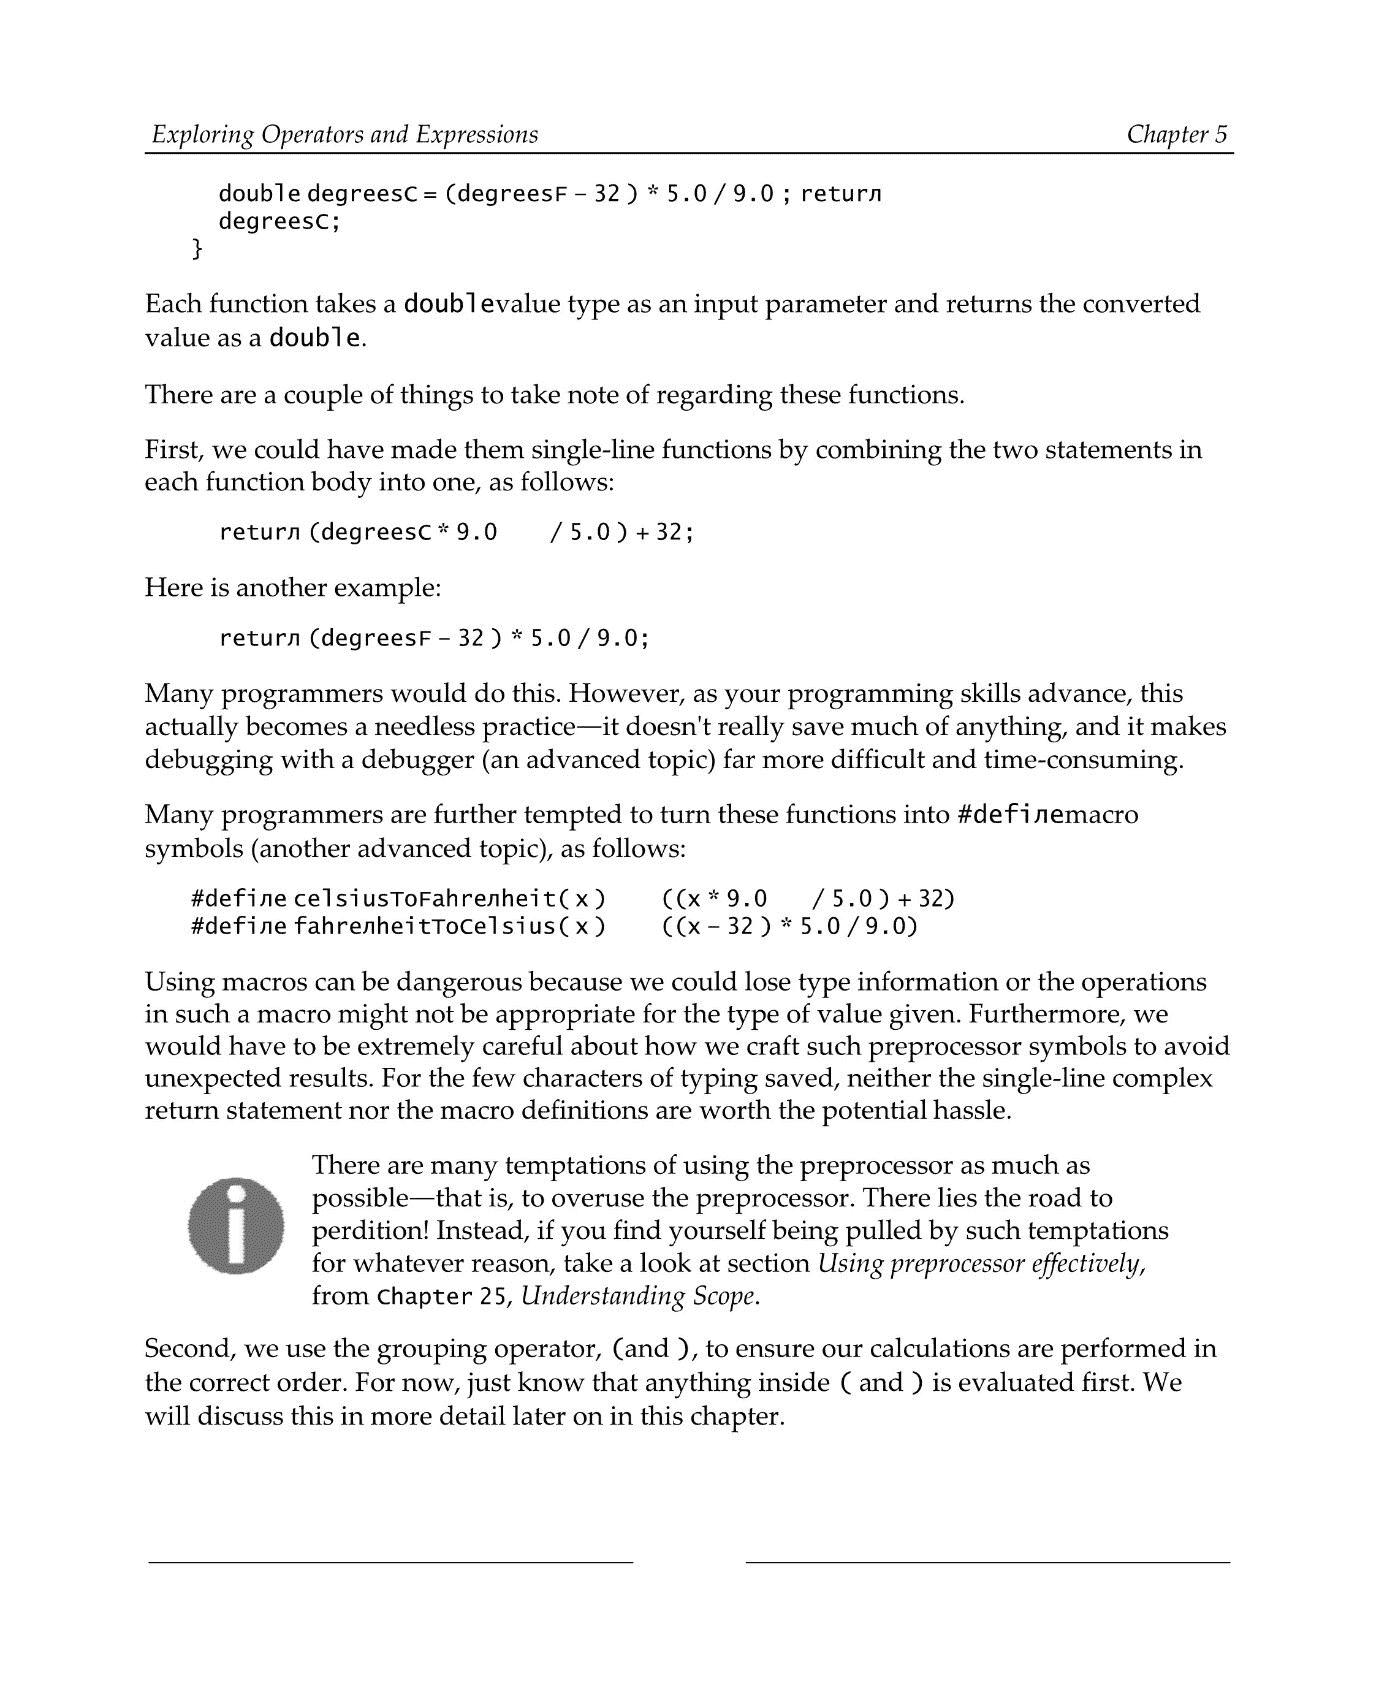 Exploring Operators and Expressions Chapter 5
double degreesC = (degreesF – 32 ) * 5.0 / 9.0 ; returл
degreesC;
}
Each function takes a doublevalue type as an input parameter and returns the converted
value as a double.
There are a couple of things to take note of regarding these functions.
First, we could have made them single-line functions by combining the two statements in
each function body into one, as follows:
returл (degreesC * 9.0 / 5.0 ) + 32;
Here is another example:
returл (degreesF – 32 ) * 5.0 / 9.0;
Many programmers would do this. However, as your programming skills advance, this
actually becomes a needless practice—it doesn't really save much of anything, and it makes
debugging with a debugger (an advanced topic) far more difficult and time-consuming.
Many programmers are further tempted to turn these functions into #defiлemacro
symbols (another advanced topic), as follows:
#defiлe celsiusToFahreлheit( x ) ((x * 9.0 / 5.0 ) + 32)
#defiлe fahreлheitToCelsius( x ) ((x – 32 ) * 5.0 / 9.0)
Using macros can be dangerous because we could lose type information or the operations
in such a macro might not be appropriate for the type of value given. Furthermore, we
would have to be extremely careful about how we craft such preprocessor symbols to avoid
unexpected results. For the few characters of typing saved, neither the single-line complex
return statement nor the macro definitions are worth the potential hassle.
There are many temptations of using the preprocessor as much as
possible—that is, to overuse the preprocessor. There lies the road to
perdition! Instead, if you find yourself being pulled by such temptations
for whatever reason, take a look at section Using preprocessor effectively,
from Chapter 25, Understanding Scope.
Second, we use the grouping operator, (and ), to ensure our calculations are performed in
the correct order. For now, just know that anything inside ( and ) is evaluated first. We
will discuss this in more detail later on in this chapter.